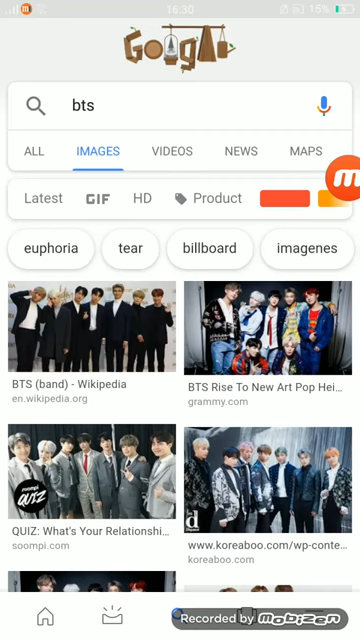 16:30
15%
Google
bts
ALL IMAGES VIDEOS NEWS MAPS
Latest GIF HD Product
euphoria tear billboard imagenes
BTS (band) - Wikipedia
en.wikipedia.org
BTS Rise To New Art Pop Hei...
grammy.com
soompi
QUIZ
QUIZ: What's Your Relationshi...
soompi.com
d
www.koreaboo.com/wp-conte...
koreaboo.com
Recorded by mobizen